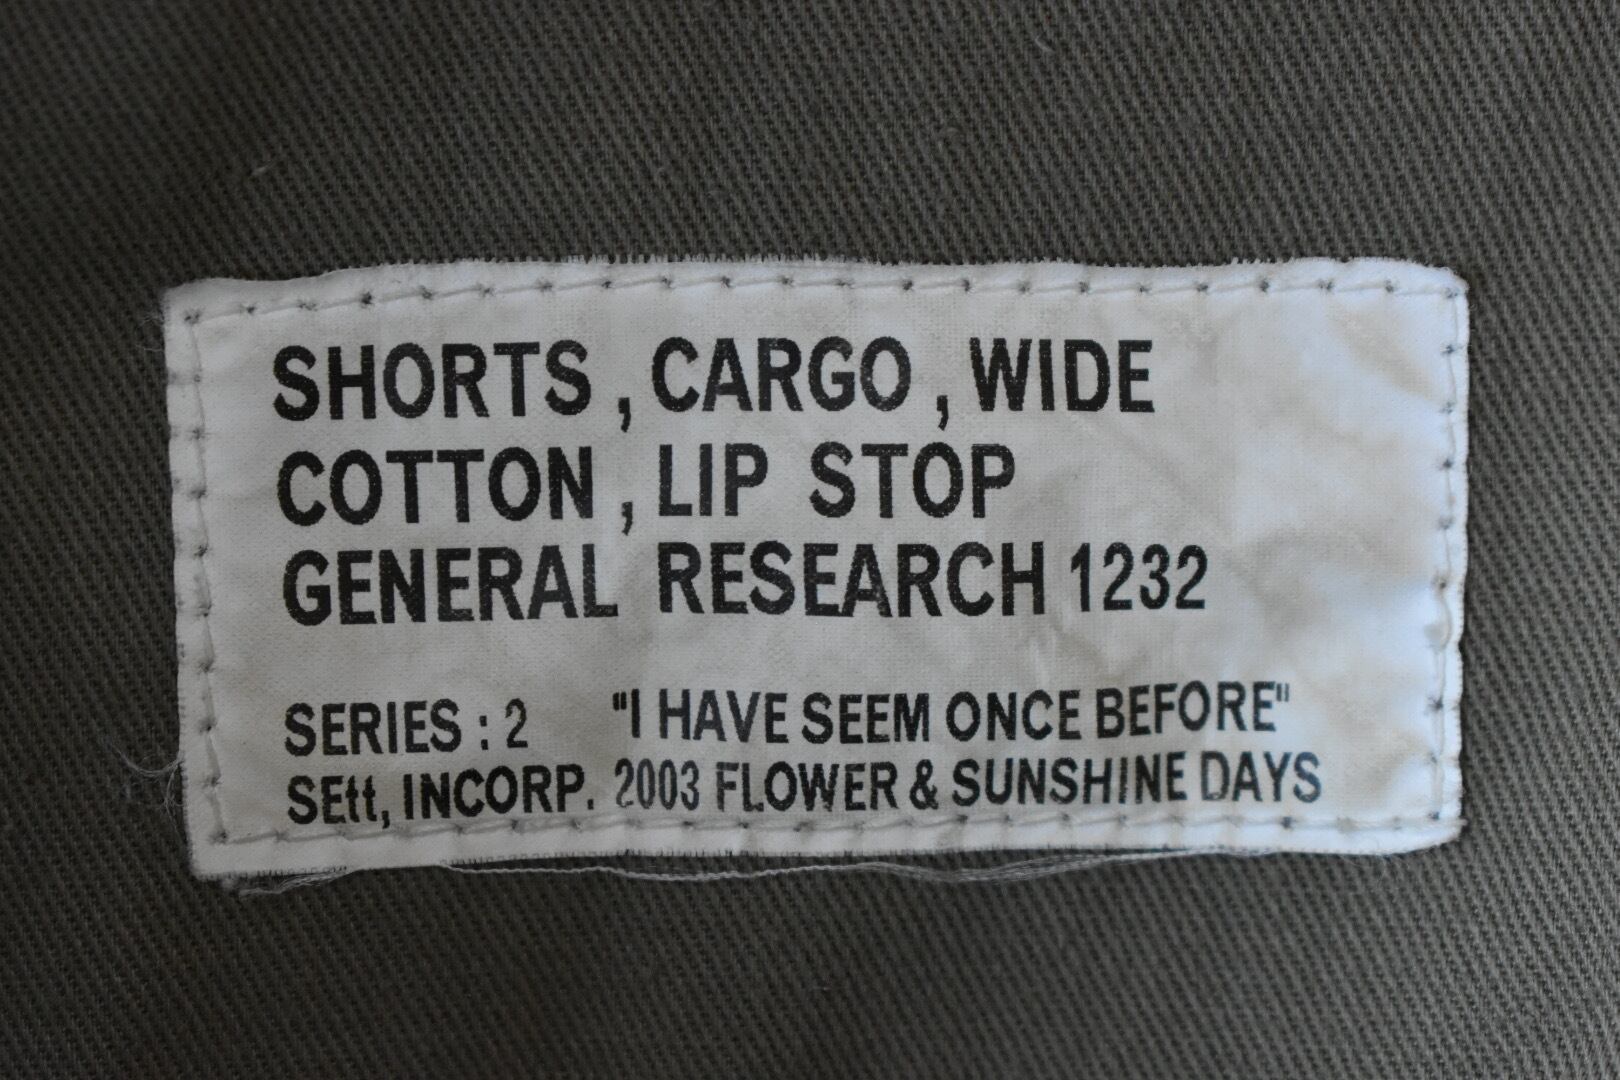 SHORTS , CARGO , WIDE
COTTON , LIP STOP
GENERAL RESEARCH 1232
SERIES : 2 "I HAVE SEEM ONCE BEFORE"
SEtt, INCORP. 2003 FLOWER & SUNSHINE DAYS